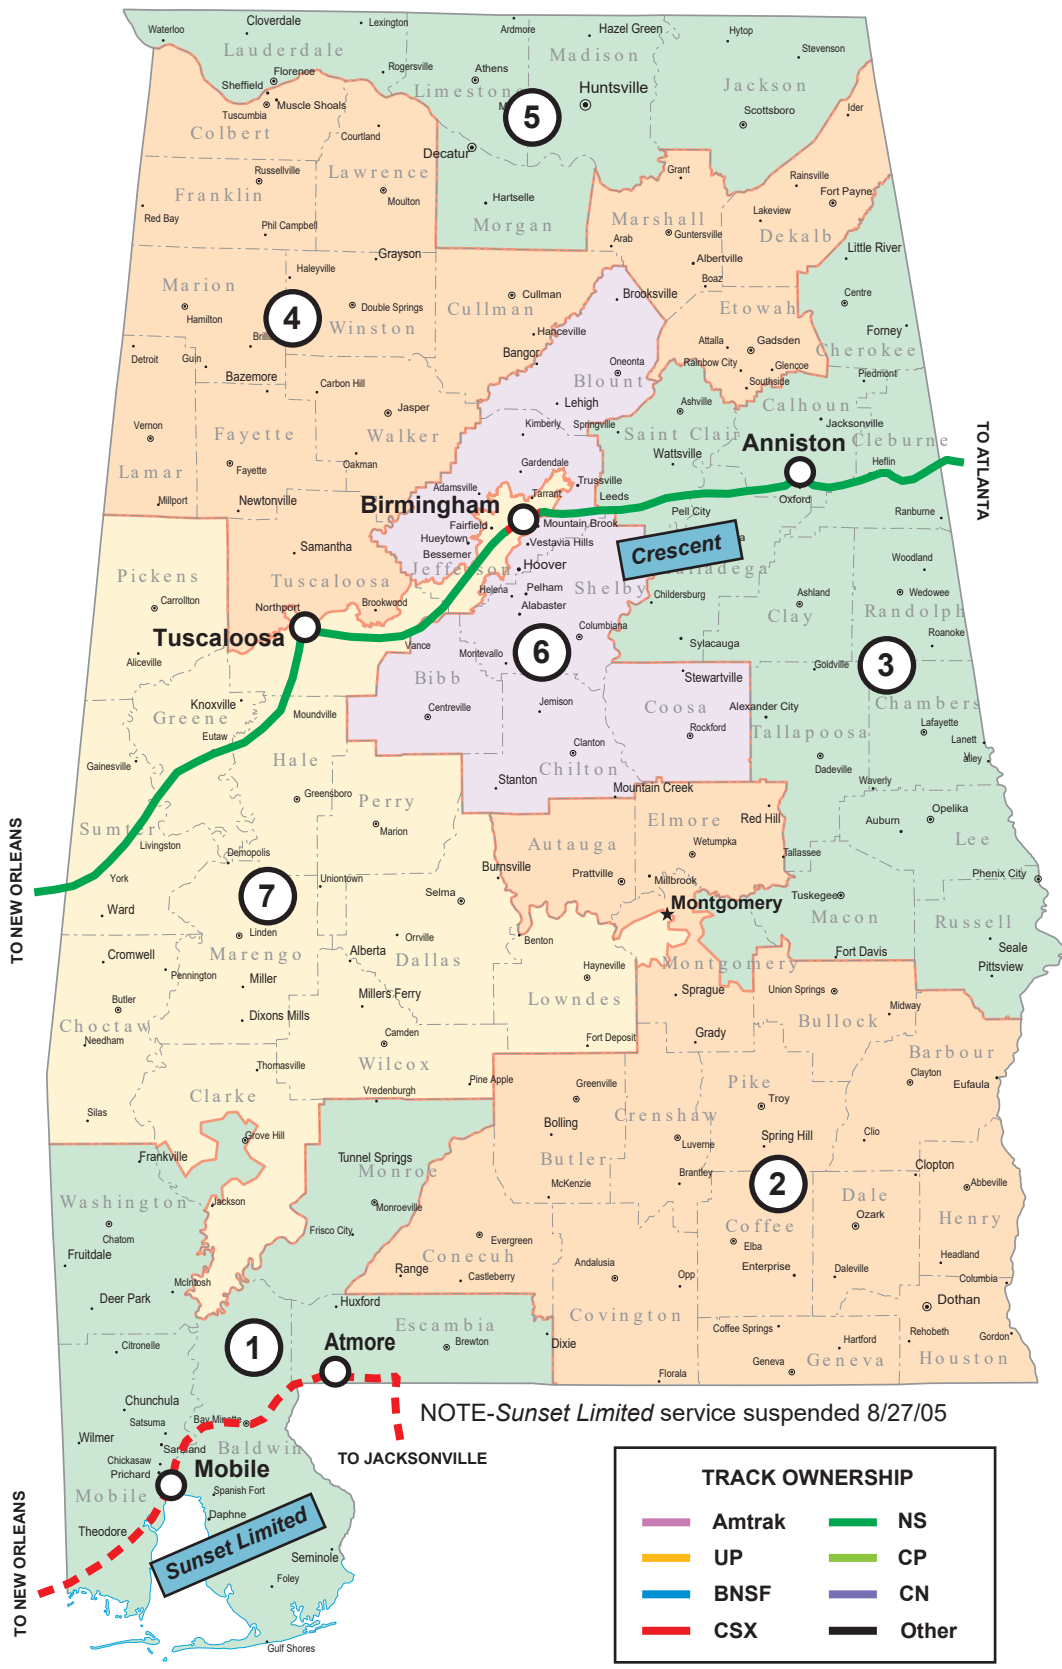 Waterloo
Cloverdale
Lexington
Ardmore
Hazel Green
Hytop
Stevenson
Lauderdale
Madison
Jackson
Florence
Sheffield
Rogersville
Athens
Limestone
Huntsville
Muscle Shoals
Tuscumbia
5
Scottsboro
Ider
Colbert
Courtland
Decatur
Grant
Russellville
Lawrence
Rainsville
Fort Payne
Franklin
Moulton
Hartselle
Red Bay
Phil Campbell
Morgan
Marshall
Lakeview
Arab
Guntersville
Dekalb
Little River
Grayson
Albertville
Haleyville
Boaz
Marion
Hamilton
4
Double Springs
Winston
Cullman
Cullman
Brooksville
Etowah
Centre
Forney
Detroit
Guin
Hanceville
Bangor
Attalla
Gadsden
Cherokee
Bazemore
Carbon Hill
Oneonta
Blount
Rainbow City
Glencoe
Southside
Piedmont
Jasper
Lehigh
Ashville
Calhoun
Vernon
Fayette
Walker
Kimberly
Springville
Saint Clair
Jacksonville
Cleburne
Lamar
Fayette
Oakman
Gardendale
Wattsville
Anniston
Heflin
TO ATLANTA
Millport
Newtonville
Adamsville
Trussville
Tarrant
Leeds
Oxford
Birmingham
Pell City
Ranburne
Fairfield
Mountain Brook
Hueytown
Vestavia Hills
Crescent
Samantha
Bessemer
Hoover
Woodland
Pickens
Tuscaloosa
Jefferson
Shelby
Talladega
Carrollton
Northport
Brookwood
Helena
Pelham
Childersburg
Ashland
Wedowee
Alabaster
Clay
Randolph
Tuscaloosa
Vance
Columbiana
Roanoke
Aliceville
Montevallo
6
Sylacauga
Goldville
3
Bibb
Stewartville
Knoxville
Greene
Moundville
Centreville
Jemison
Coosa
Alexander City
Chambers
Eutaw
Rockford
Lafayette
Tallapoosa
Lanett
Hale
Clanton
Gainesville
Chilton
Dadeville
Stanton
Mountain Creek
Waverly
Greensboro
Perry
Sumter
Marion
Elmore
Red Hill
Auburn
Opelika
Livingston
Demopolis
Autauga
Wetumpka
Tallassee
Lee
TO NEW ORLEANS
York
7
Uniontown
Burnsville
Prattville
Millbrook
Phenix City
Selma
Tuskegee
Ward
Montgomery
Macon
Russell
Linden
Orrville
Benton
Cromwell
Marengo
Alberta
Dallas
Hayneville
Montgomery
Fort Davis
Seale
Pennington
Pittsview
Miller
Lowndes
Sprague
Union Springs
Butler
Millers Ferry
Midway
Choctaw
Dixons Mills
Bullock
Needham
Camden
Fort Deposit
Grady
Barbour
Thomasville
Wilcox
Clayton
Clarke
Pine Apple
Greenville
Pike
Eufaula
Vredenburgh
Troy
Silas
Bolling
Crenshaw
Grove Hill
Spring Hill
Clio
Frankville
Tunnel Springs
Monroe
Butler
Luverne
Brantley
Clopton
Washington
Jackson
McKenzie
2
Dale
Abbeville
Monroeville
Ozark
Chatom
Coffee
Henry
Frisco City
Evergreen
Elba
Fruitdale
Conecuh
Range
Castleberry
Andalusia
Enterprise
Daleville
Headland
McIntosh
Opp
Columbia
Deer Park
Huxford
Escambia
Covington
Dothan
1
Atmore
Brewton
Dixie
Coffee Springs
Hartford
Rehobeth
Gordon
Citronelle
Geneva
Geneva
Houston
Florala
Chunchula
Satsuma
Bay Minette
NOTE-Sunset Limited service suspended 8/27/05
Wilmer
Saraland
Baldwin
TO JACKSONVILLE
Chickasaw
Prichard
Mobile
Mobile
Spanish Fort
Theodore
Daphne
Sunset Limited
TO NEW ORLEANS
Seminole
Foley
Gulf Shores
TRACK OWNERSHIP
Amtrak
NS
UP
CP
BNSF
CN
CSX
Other